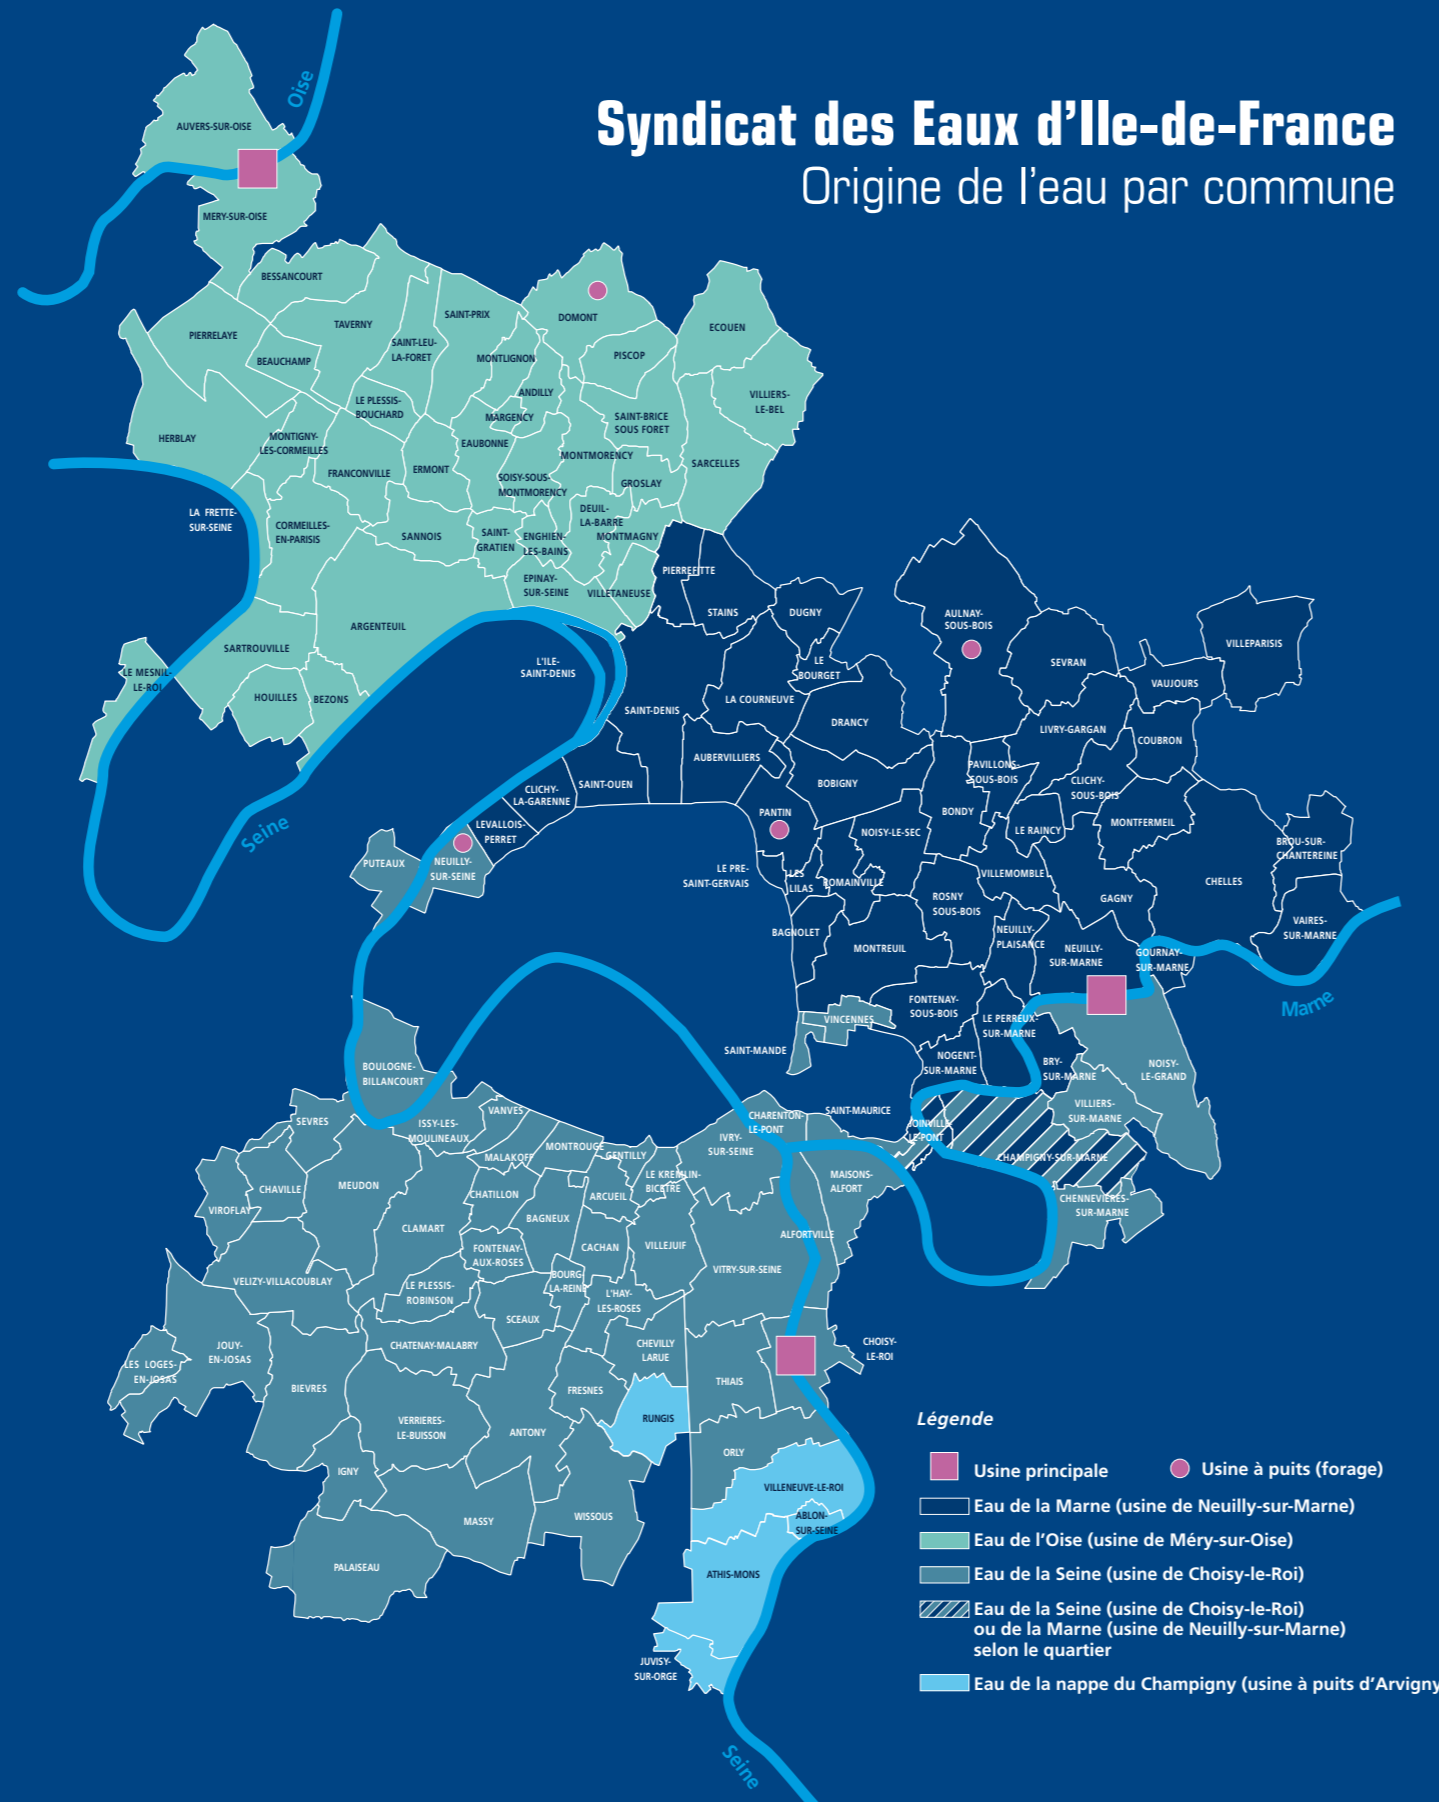 Syndicat des Eaux d'Ile-de-France
Origine de l'eau par commune
Oise
AUVERS-SUR-OISE
MERY-SUR-OISE
BESSANCOURT
PIERRELAYE
TAVERNY
SAINT-PRIX
SAINT-LEU-
LA-FORET
BEAUCHAMP
MONTLIGNON
DOMONT
PISCOP
ECOUEN
ANDILLY
VILLIERS-
LE-BEL
LE PLESSIS-
BOUCHARD
MARGENCY
SAINT-BRICE
SOUS FORET
HERBLAY
MONTIGNY-
LES-CORMEILLES
EAUBONNE
MONTMORENCY
SARCELLES
FRANCONVILLE
ERMONT
SOISY-SOUS-
MONTMORENCY
GROSLAY
LA FRETTE-
SUR-SEINE
CORMEILLES-
EN-PARISIS
SANNOIS
SAINT-
GRATIEN
ENGHIEN-
LES-BAINS
DEUIL-
LA-BARRE
MONTMAGNY
EPINAY-
SUR-SEINE
VILLETANEUSE
ARGENTEUIL
SARTROUVILLE
LE MESNIL-
LE-ROI
HOUILLES
BEZONS
Seine
PIERREFITTE
STAINS
DUGNY
LE
BOURGET
L'ILE-
SAINT-DENIS
SAINT-DENIS
LA COURNEUVE
DRANCY
AUBERVILLIERS
BOBIGNY
AULNAY-
SOUS-BOIS
SEVRAN
VILLEPARISIS
VAUJOURS
LIVRY-GARGAN
COUBRON
PAVILLONS-
SOUS-BOIS
CLICHY-
SOUS-BOIS
BONDY
LE RAINCY
MONTFERMEIL
BROU-SUR-
CHANTEREINE
CHELLES
VAIRES-
SUR-MARNE
CLICHY-
LA-GARENNE
SAINT-OUEN
LEVALLOIS-
PERRET
PUTEAUX
NEUILLY-
SUR-SEINE
PANTIN
NOISY-LE-SEC
LE PRE-
SAINT-GERVAIS
LES
LILAS
ROMAINVILLE
VILLEMOMBLE
GAGNY
ROSNY
SOUS-BOIS
BAGNOLET
MONTREUIL
NEUILLY-
PLAISANCE
NEUILLY-
SUR-MARNE
GOURNAY-
SUR-MARNE
Marne
FONTENAY-
SOUS-BOIS
LE PERREUX-
SUR-MARNE
VINCENNES
SAINT-MANDE
NOGENT-
SUR-MARNE
BRY-
SUR-MARNE
NOISY-
LE-GRAND
VILLIERS-
SUR-MARNE
JOINVILLE-
LE-PONT
CHAMPIGNY-SUR-MARNE
CHENNEVIERES-
SUR-MARNE
SAINT-MAURICE
CHARENTON-
LE-PONT
MAISONS-
ALFORT
ALFORTVILLE
BOULOGNE-
BILLANCOURT
SEVRES
ISSY-LES-
MOULINEAUX
VANVES
MALAKOFF
MONTROUGE
GENTILLY
LE KREMLIN-
BICETRE
IVRY-
SUR-SEINE
VIROFLAY
CHAVILLE
MEUDON
CHATILLON
ARCUEIL
BAGNEUX
CLAMART
FONTENAY-
AUX-ROSES
CACHAN
VILLEJUIF
VITRY-SUR-SEINE
VELIZY-VILLACOUBLAY
LE PLESSIS-
ROBINSON
BOURG-
LA-REINE
L'HAY-
LES-ROSES
SCEAUX
CHATENAY-MALABRY
CHEVILLY
LARUE
CHOISY-
LE-ROI
JOUY-
EN-JOSAS
LES LOGES-
EN-JOSAS
BIEVRES
FRESNES
THIAIS
VERRIERES-
LE-BUISSON
ANTONY
RUNGIS
ORLY
IGNY
MASSY
WISSOUS
PALAISEAU
VILLENEUVE-LE-ROI
ABLON-
SUR-SEINE
ATHIS-MONS
JUVISY-
SUR-ORGE
Seine
Légende
Usine principale
Usine à puits (forage)
Eau de la Marne (usine de Neuilly-sur-Marne)
Eau de l'Oise (usine de Méry-sur-Oise)
Eau de la Seine (usine de Choisy-le-Roi)
Eau de la Seine (usine de Choisy-le-Roi)
ou de la Marne (usine de Neuilly-sur-Marne)
selon le quartier
Eau de la nappe du Champigny (usine à puits d'Arvigny